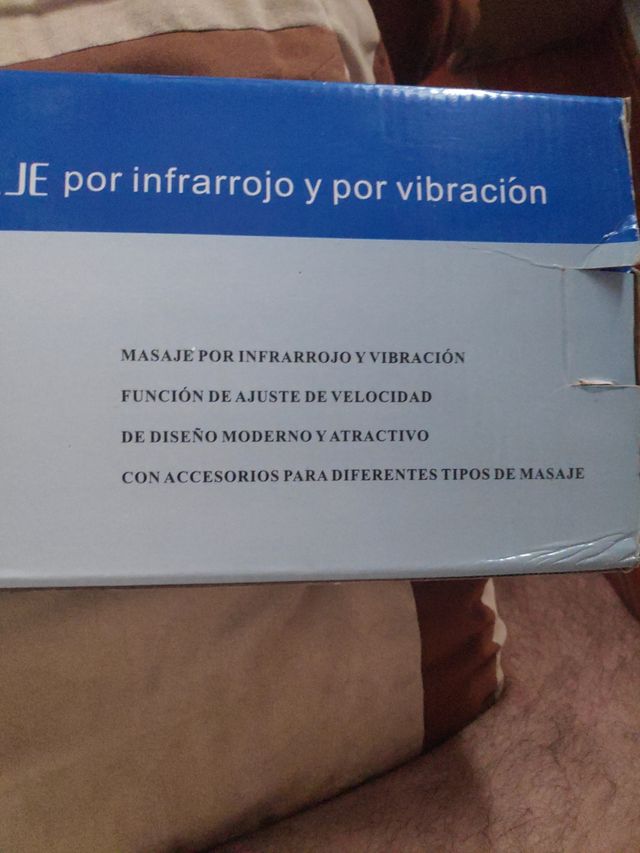 JE por infrarrojo y por vibración
MASAJE POR INFRARROJO Y VIBRACIÓN
FUNCIÓN DE AJUSTE DE VELOCIDAD
DE DISEÑO MODERNO Y ATRACTIVO
CON ACCESORIOS PARA DIFERENTES TIPOS DE MASAJE